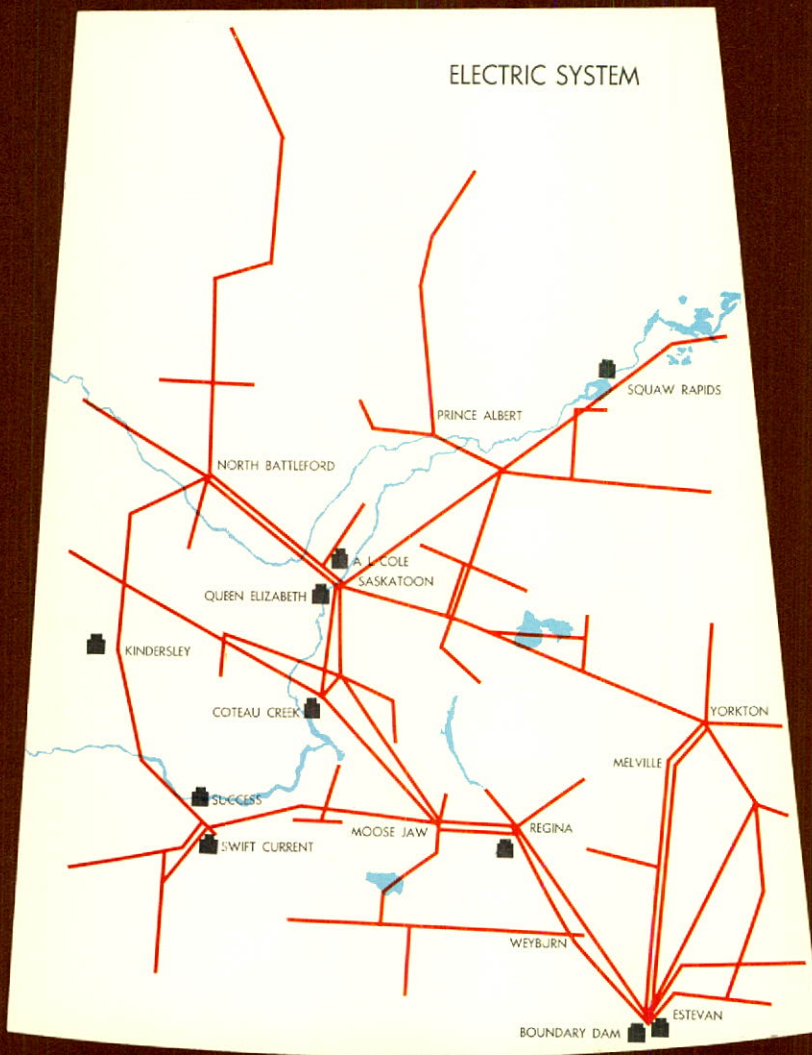 ELECTRIC SYSTEM
SQUAW RAPIDS
PRINCE ALBERT
NORTH BATTLEFORD
A L COLE
SASKATOON
QUEEN ELIZABETH
KINDERSLEY
COTEAU CREEK
YORKTON
MELVILLE
SUCCESS
MOOSE JAW
REGINA
SWIFT CURRENT
WEYBURN
ESTEVAN
BOUNDARY DAM